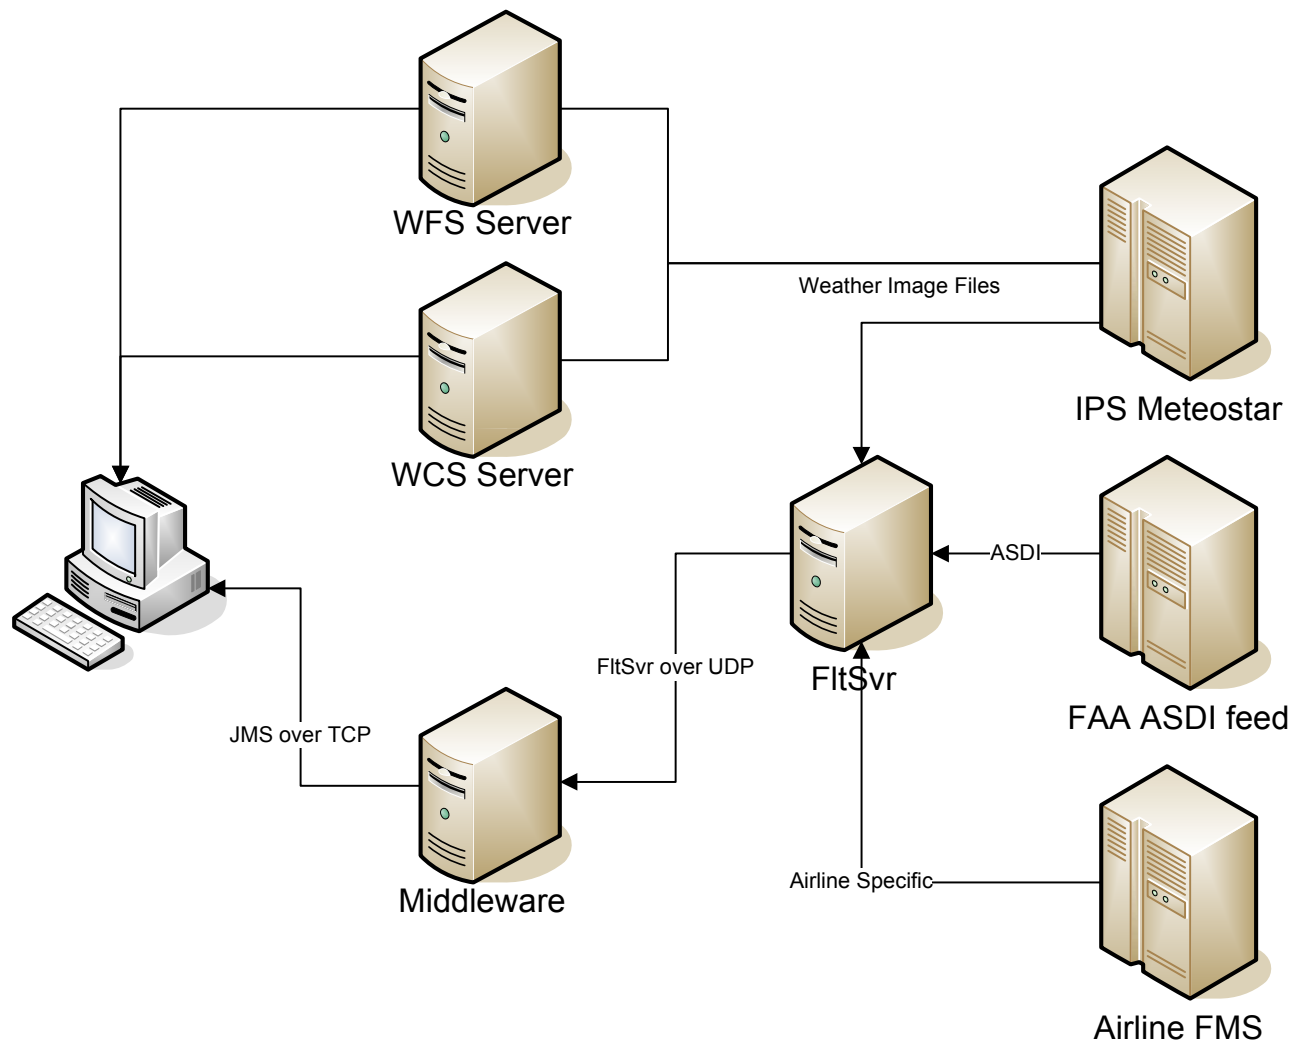 WFS Server
Weather Image Files
IPS Meteostar
WCS Server
ASDI
FltSvr over UDP
FltSvr
FAA ASDI feed
JMS over TCP
Airline Specific
Middleware
Airline FMS